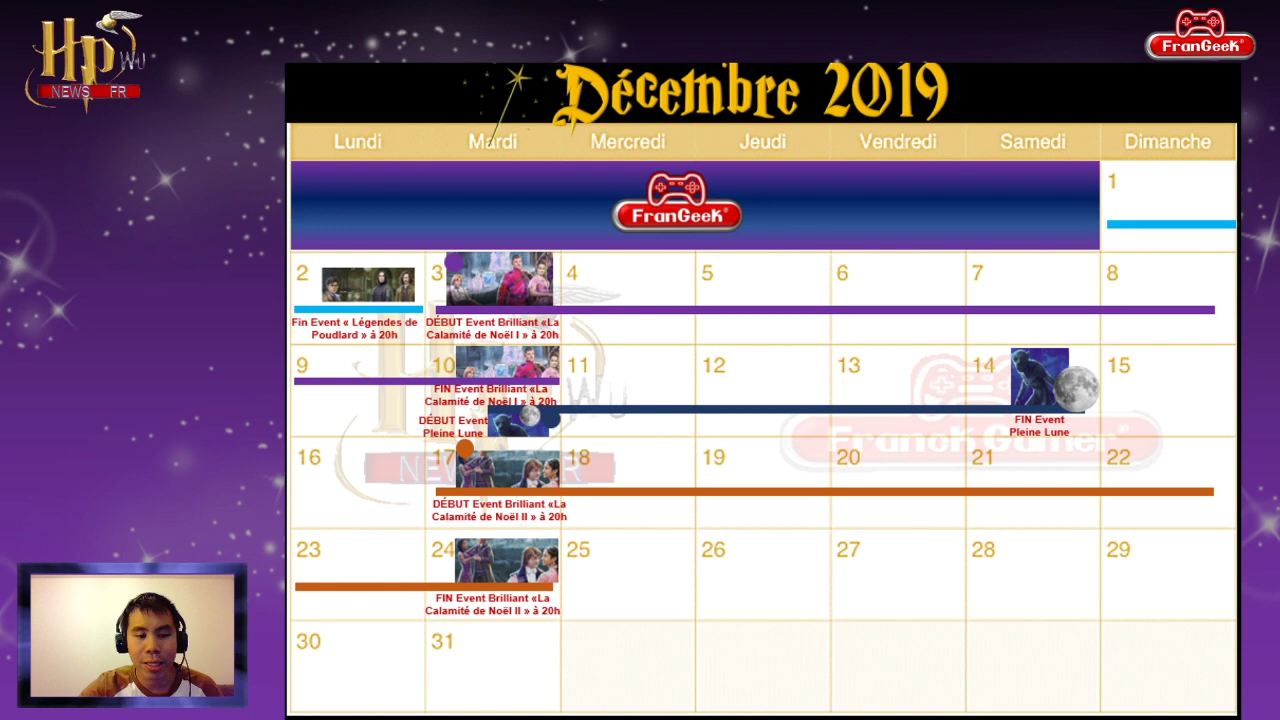 Hp WU
NEWS FR
FranGeek
Décembre 2019
Lundi Mardi Mercredi Jeudi Vendredi Samedi Dimanche
FranGeek 1
2 3 4 5 6 7 8
Fin Event « Légendes de
Poudlard » à 20h
DÉBUT Event Brilliant «La
Calamité de Noël I » à 20h
9 10 11 12 13 14 15
FIN Event Brilliant «La
Calamité de Noël I » à 20h
DÉBUT Event
Pleine Lune
FIN Event
Pleine Lune
FranokGamer
16 17 18 19 20 21 22
DÉBUT Event Brilliant «La
Calamité de Noël II » à 20h
23 24 25 26 27 28 29
FIN Event Brilliant «La
Calamité de Noël II » à 20h
30 31